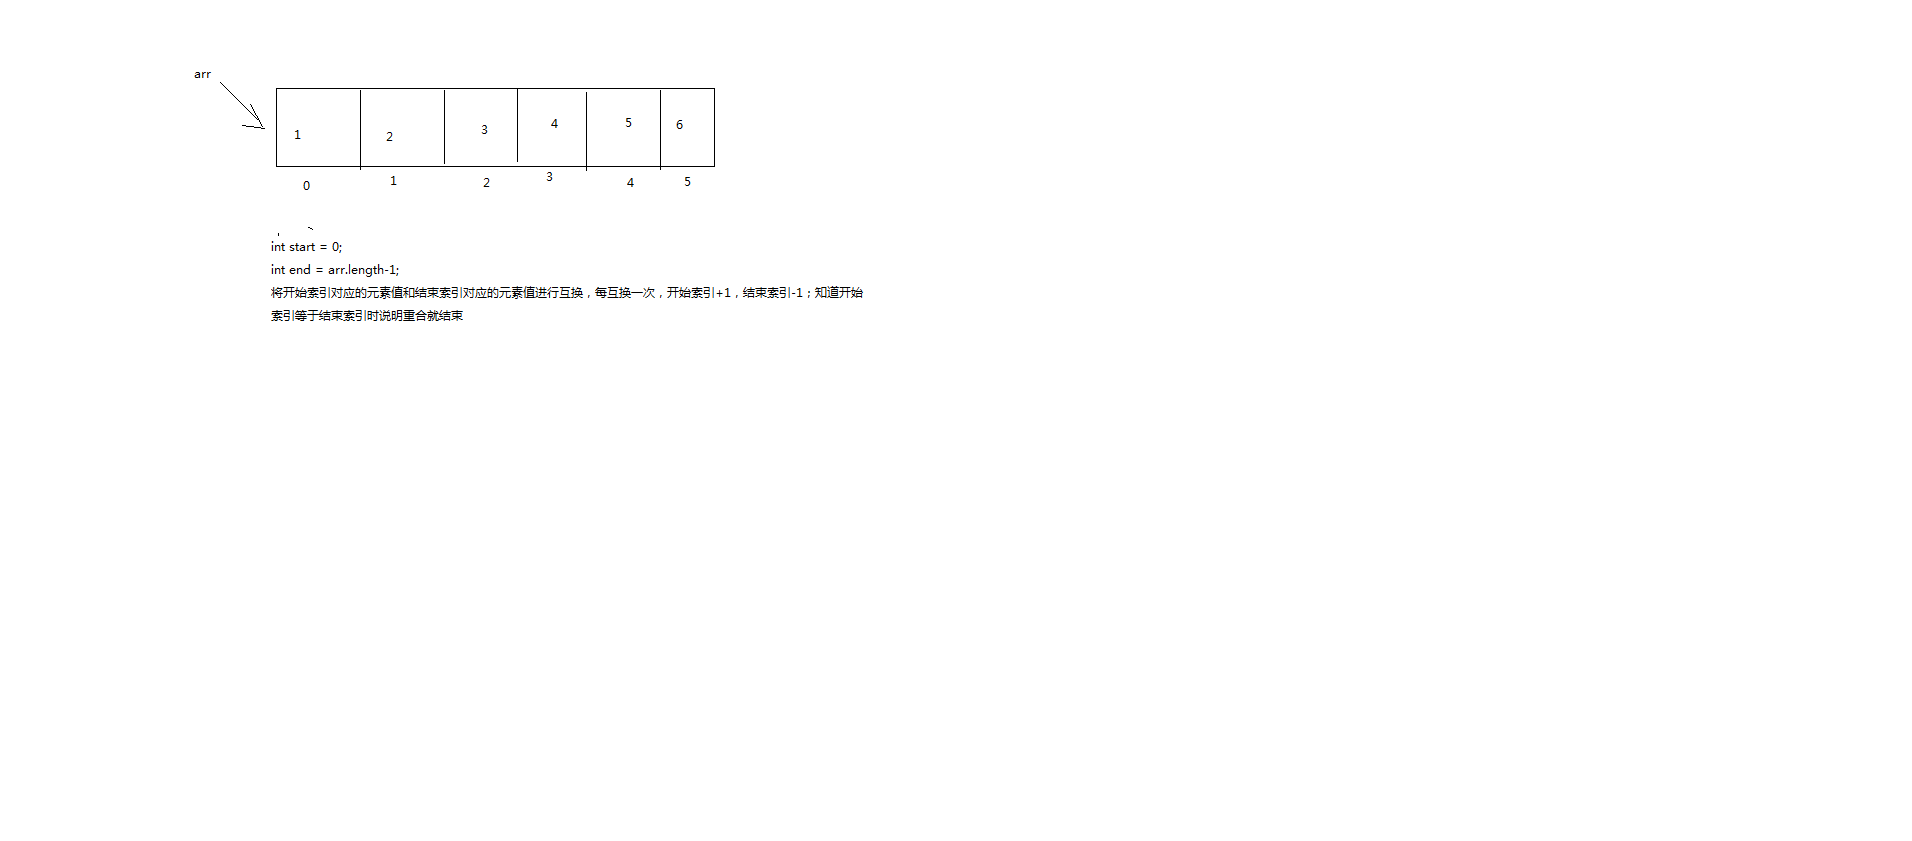 arr
1 2 3 4 5 6
0 1 2 3 4 5
int start = 0;
int end = arr.length-1;
将开始索引对应的元素值和结束索引对应的元素值进行互换，每互换一次，开始索引+1，结束索引-1；知道开始
索引等于结束索引时说明重合就结束